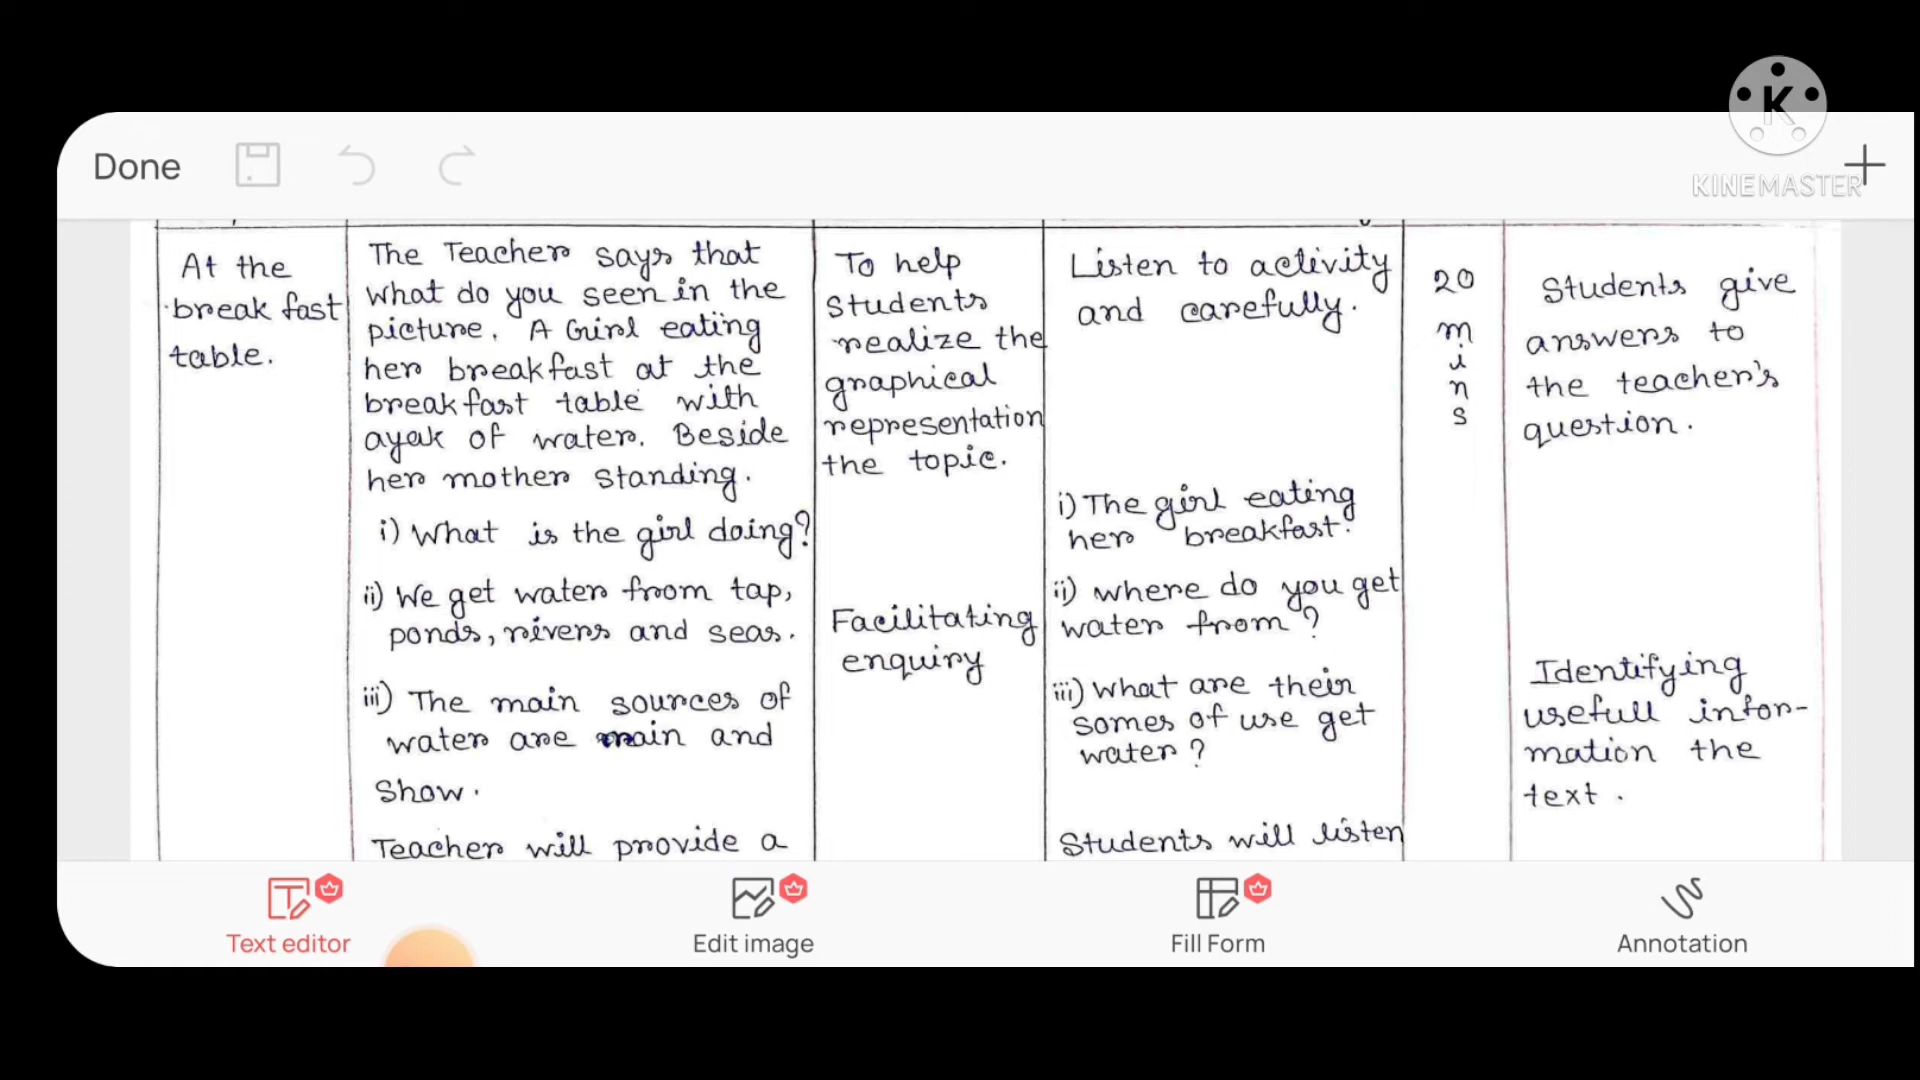 Done
KINEMASTER
At the
break fast
table.
The Teacher says that
what do you seen in the
picture. A Girl eating
her breakfast at the
breakfast table with
ayak of water. Beside
her mother standing.
i) What is the girl doing?
ii) We get water from tap,
ponds, rivers and seas.
iii) The main sources of
water are rain and
Show.
Teacher will provide a
To help
Students
realize the
graphical
representation
the topic.
Facilitating
enquiry
Listen to activity
and carefully.
i) The girl eating
her breakfast.
ii) where do you get
water from?
iii) What are their
somes of use get
water?
Students will listen
20
mins
Students give
answers to
the teacher's
question.
Identifying
usefull infor-
mation the
text.
Text editor
Edit image
Fill Form
Annotation